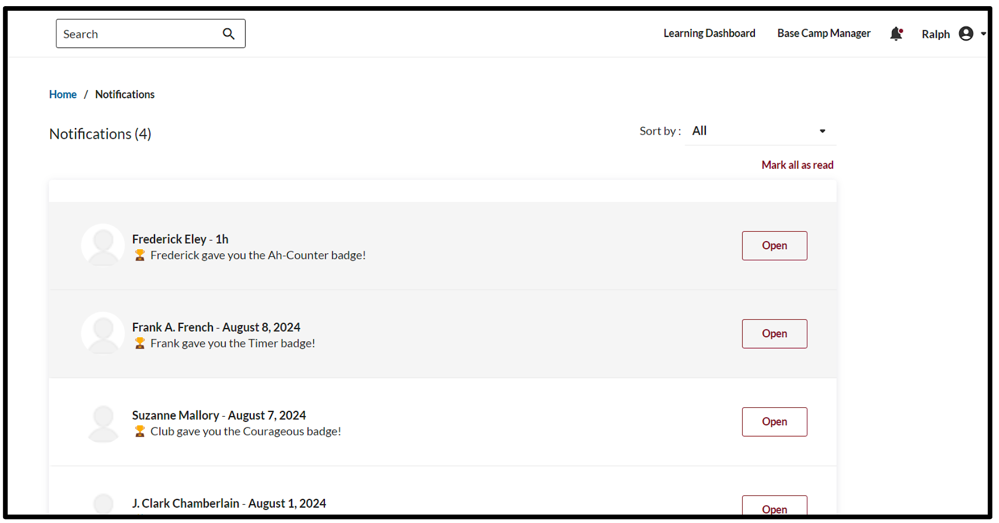 Search
Learning Dashboard
Base Camp Manager
Ralph
Home / Notifications
Notifications (4)
Sort by : All
Mark all as read
Frederick Eley - 1h
Frederick gave you the Ah-Counter badge!
Open
Frank A. French - August 8, 2024
Frank gave you the Timer badge!
Open
Suzanne Mallory - August 7, 2024
Club gave you the Courageous badge!
Open
J. Clark Chamberlain - August 1, 2024
Open